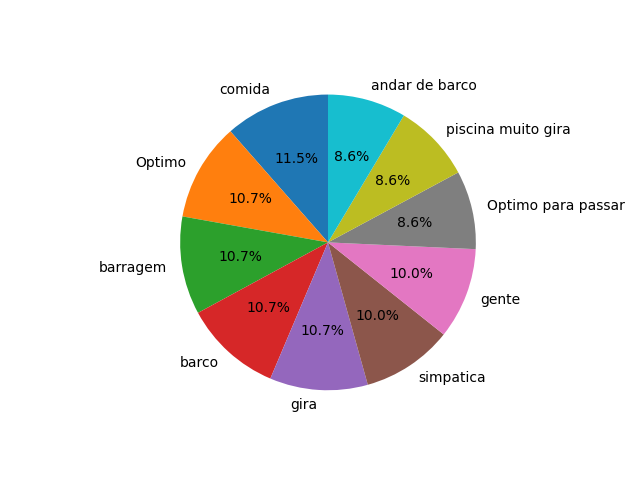 andar de barco
comida
piscina muito gira
8.6%
11.5%
Optimo
8.6%
10.7%
Optimo para passar
8.6%
10.7%
barragem
10.0%
gente
10.7%
10.0%
10.7%
barco
simpatica
gira